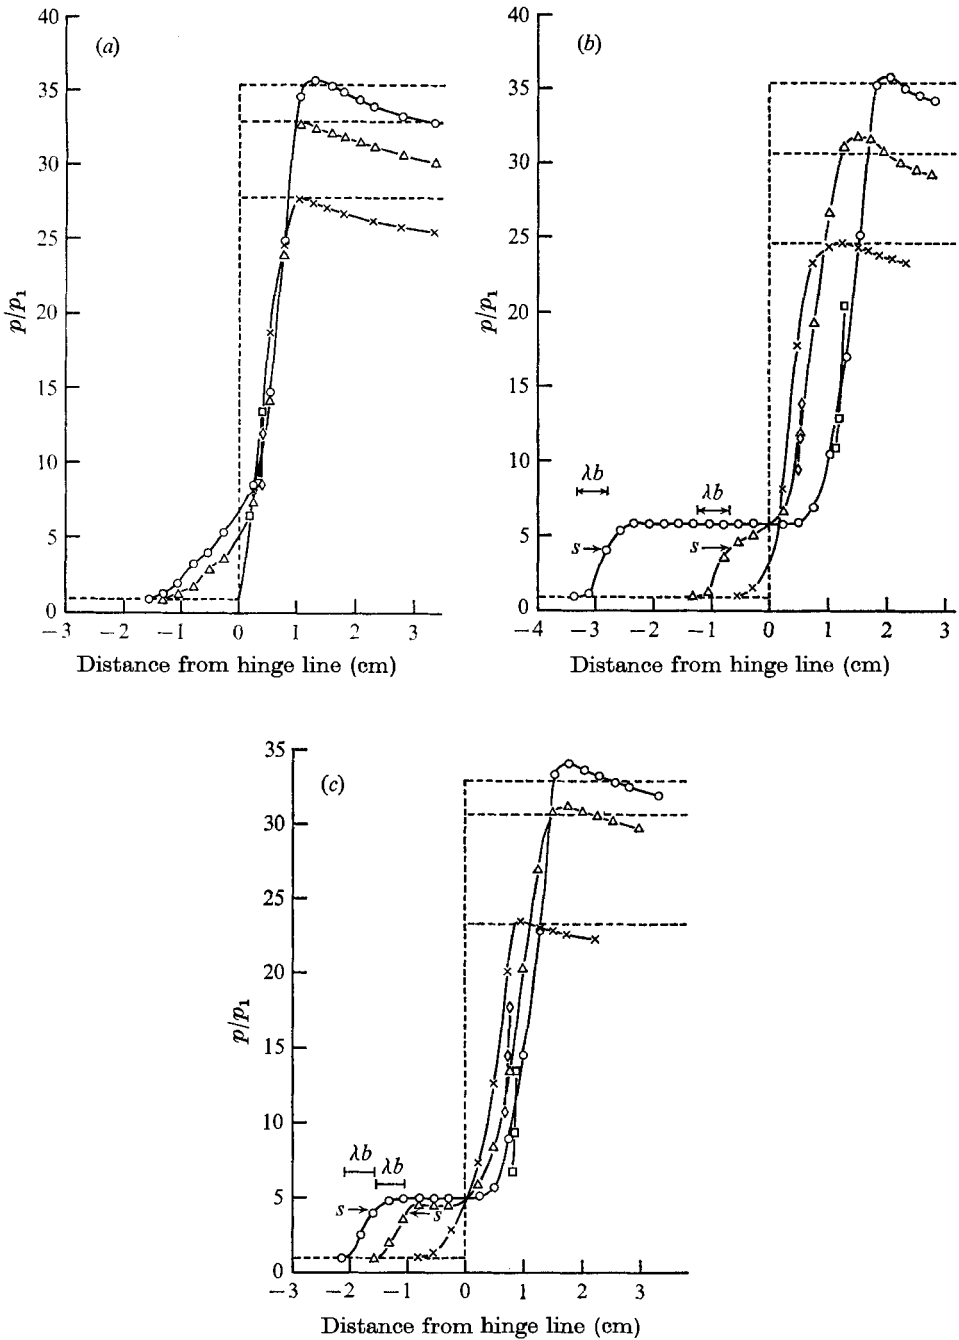 (a)
40
35
30
25
20
15
10
5
0
p/p₁
−3 −2 −1 0 1 2 3
Distance from hinge line (cm)
(b)
40
35
30
25
20
15
10
5
0
p/p₁
λb
λb
s
s
−4 −3 −2 −1 0 1 2 3
Distance from hinge line (cm)
(c)
35
30
25
20
15
10
5
0
p/p₁
λb
λb
s
s
−3 −2 −1 0 1 2 3
Distance from hinge line (cm)